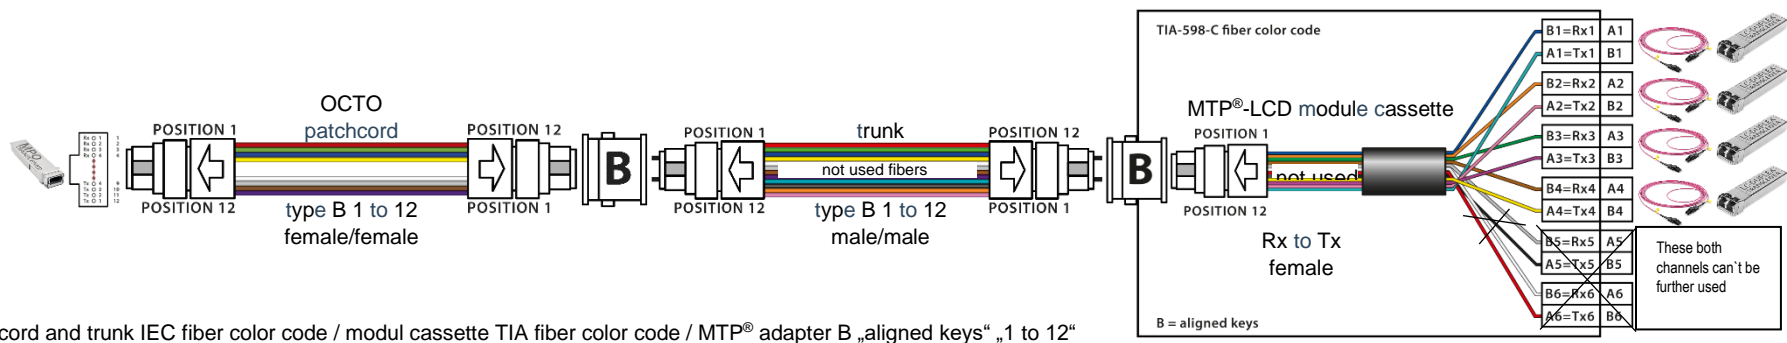 TIA-598-C fiber color code
B1=Rx1 A1
A1=Tx1 B1
B2=Rx2 A2
A2=Tx2 B2
B3=Rx3 A3
A3=Tx3 B3
B4=Rx4 A4
A4=Tx4 B4
B5=Rx5 A5
A5=Tx5 B5
B6=Rx6 A6
A6=Tx6 B6
OCTO
patchcord
POSITION 1
POSITION 12
POSITION 12
POSITION 1
type B 1 to 12
female/female
B
trunk
POSITION 1
POSITION 12
not used fibers
POSITION 12
POSITION 1
type B 1 to 12
male/male
B
MTP®-LCD module cassette
POSITION 1
not used
POSITION 12
Rx to Tx
female
These both
channels can`t be
further used
B = aligned keys
cord and trunk IEC fiber color code / modul cassette TIA fiber color code / MTP® adapter B „aligned keys“ „1 to 12“